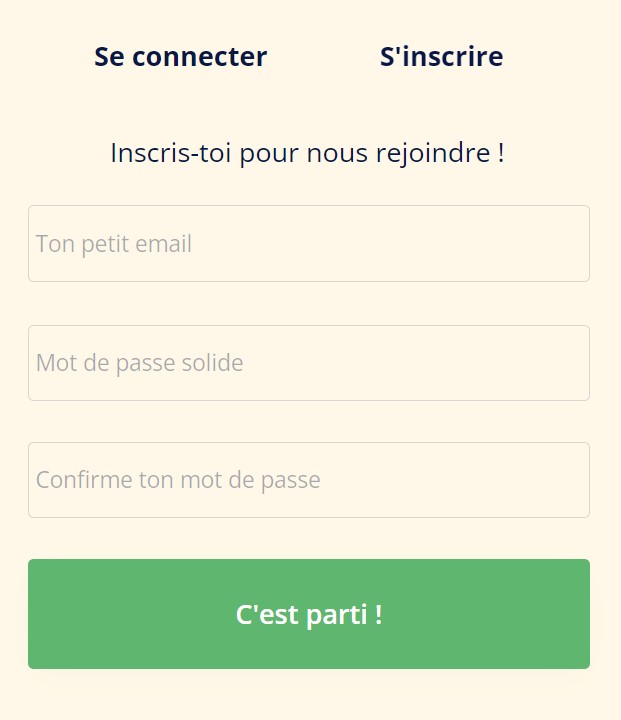 Se connecter S'inscrire
Inscris-toi pour nous rejoindre !
Ton petit email
Mot de passe solide
Confirme ton mot de passe
C'est parti !